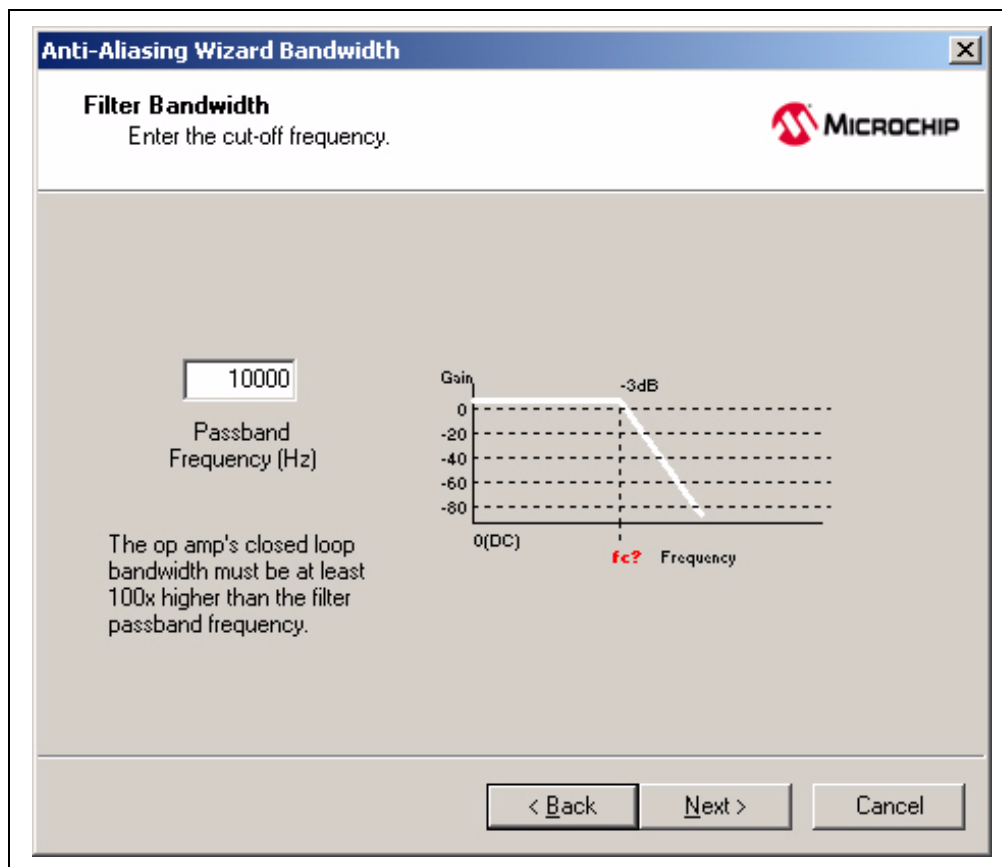 Anti-Aliasing Wizard Bandwidth
Filter Bandwidth
Enter the cut-off frequency.
MICROCHIP
10000
Passband
Frequency (Hz)
The op amp's closed loop
bandwidth must be at least
100x higher than the filter
passband frequency.
Gain
-3dB
0
-20
-40
-60
-80
0(DC)
fc?
Frequency
< Back
Next >
Cancel